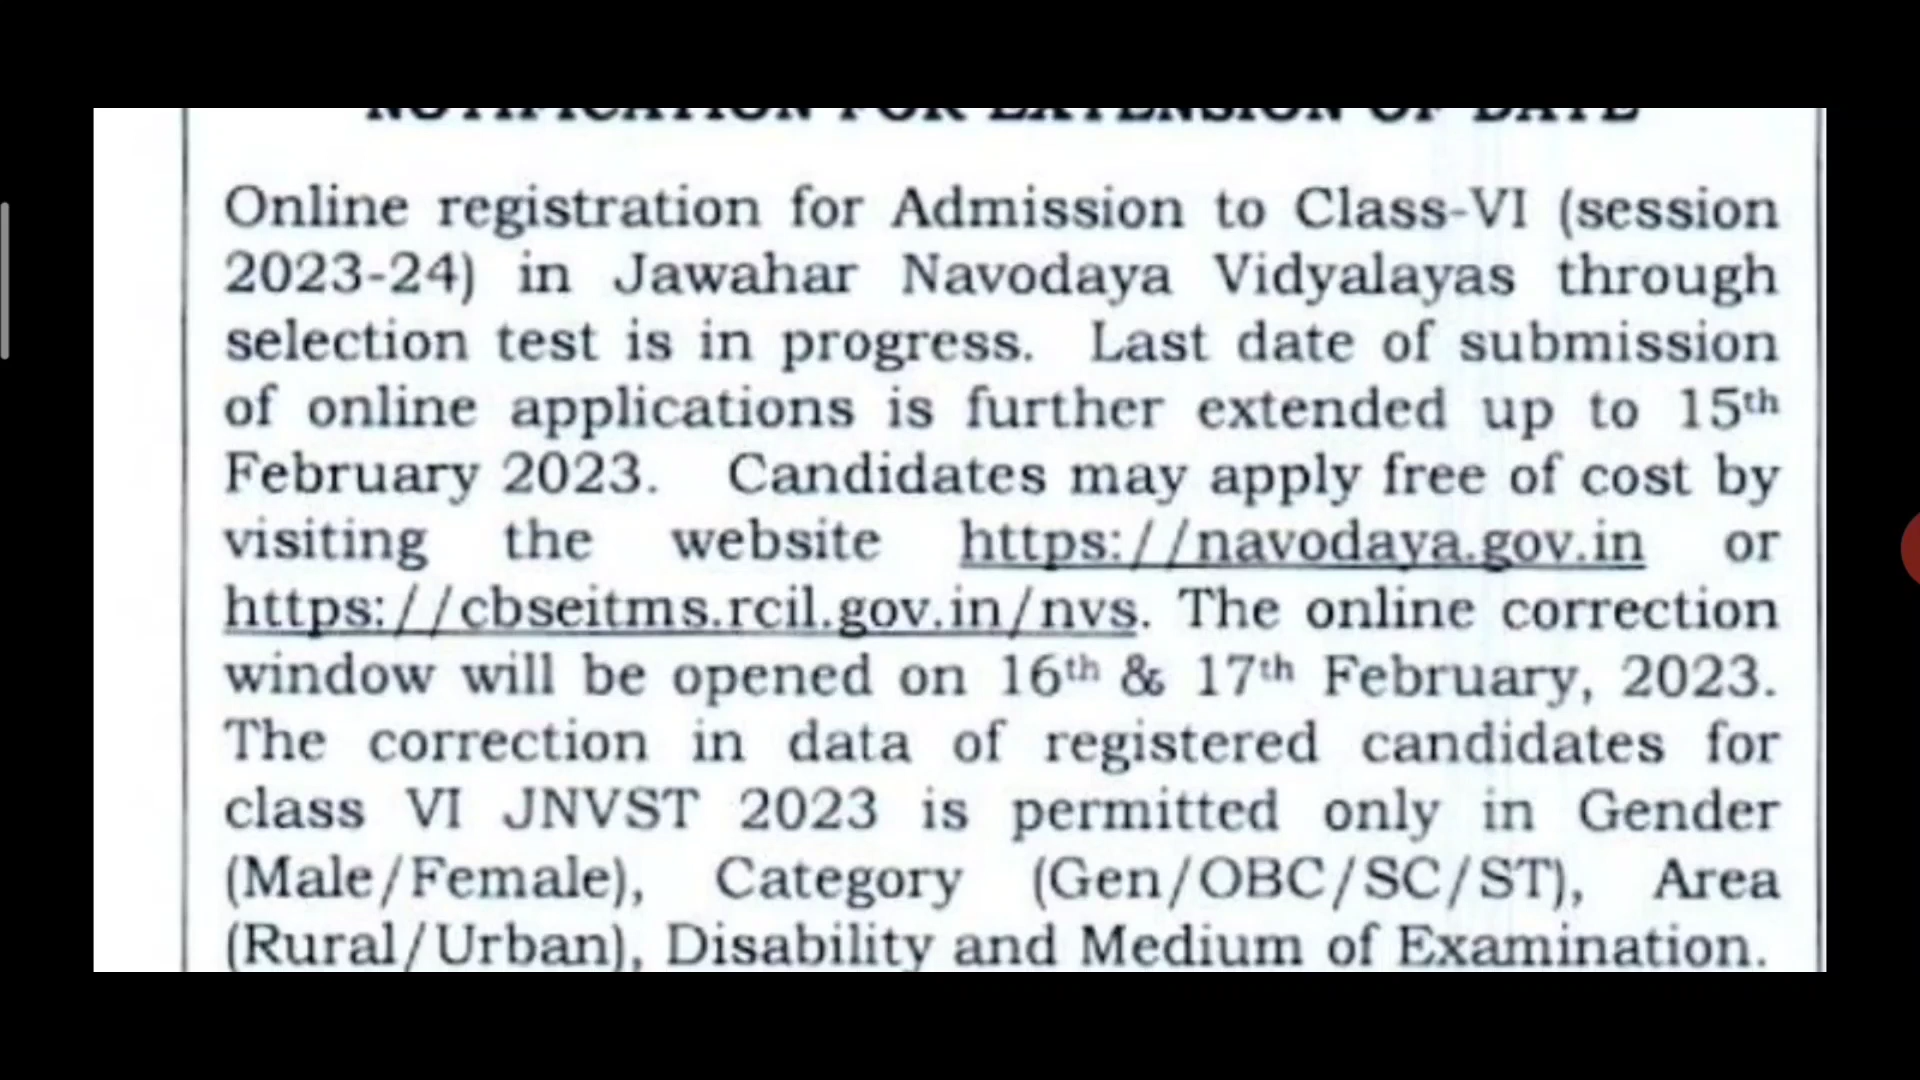 NOTIFICATION FOR EXTENSION OF DATE
Online registration for Admission to Class-VI (session
2023-24) in Jawahar Navodaya Vidyalayas through
selection test is in progress. Last date of submission
of online applications is further extended up to 15th
February 2023. Candidates may apply free of cost by
visiting the website https://navodaya.gov.in or
https://cbseitms.rcil.gov.in/nvs. The online correction
window will be opened on 16th & 17th February, 2023.
The correction in data of registered candidates for
class VI JNVST 2023 is permitted only in Gender
(Male/Female), Category (Gen/OBC/SC/ST), Area
(Rural/Urban), Disability and Medium of Examination.